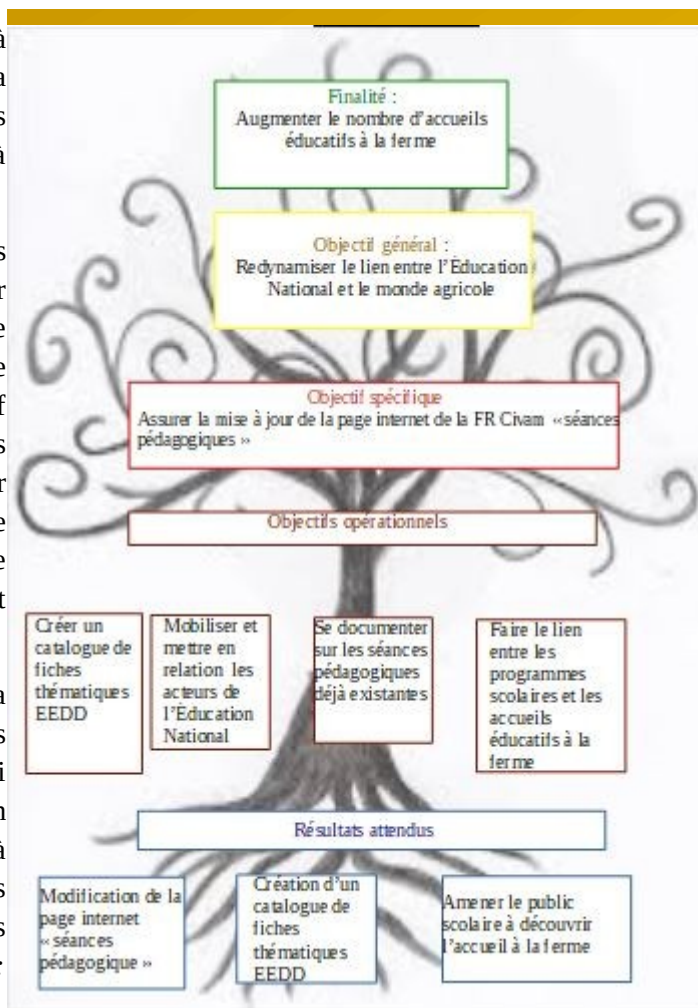 à
a
s
à
s
r
e
e
f
s
r
e
e
t
a
s
i
n
à
s
s
Finalité :
Augmenter le nombre d'accueils
éducatifs à la ferme
Objectif général :
Redynamiser le lien entre l'Éducation
National et le monde agricole
Objectif spécifique
Assurer la mise à jour de la page internet de la FR Civam « séances
pédagogiques »
Objectifs opérationnels
Créer un
catalogue de
fiches
thématiques
EEDD
Mobiliser et
mettre en
relation les
acteurs de
l'Éducation
National
Se documenter
sur les séances
pédagogiques
déjà existantes
Faire le lien
entre les
programmes
scolaires et les
accueils
éducatifs à la
ferme
Résultats attendus
Modification de la
page internet
« séances
pédagogique »
Création d'un
catalogue de
fiches
thématiques
EEDD
Amener le public
scolaire à découvrir
l'accueil à la ferme